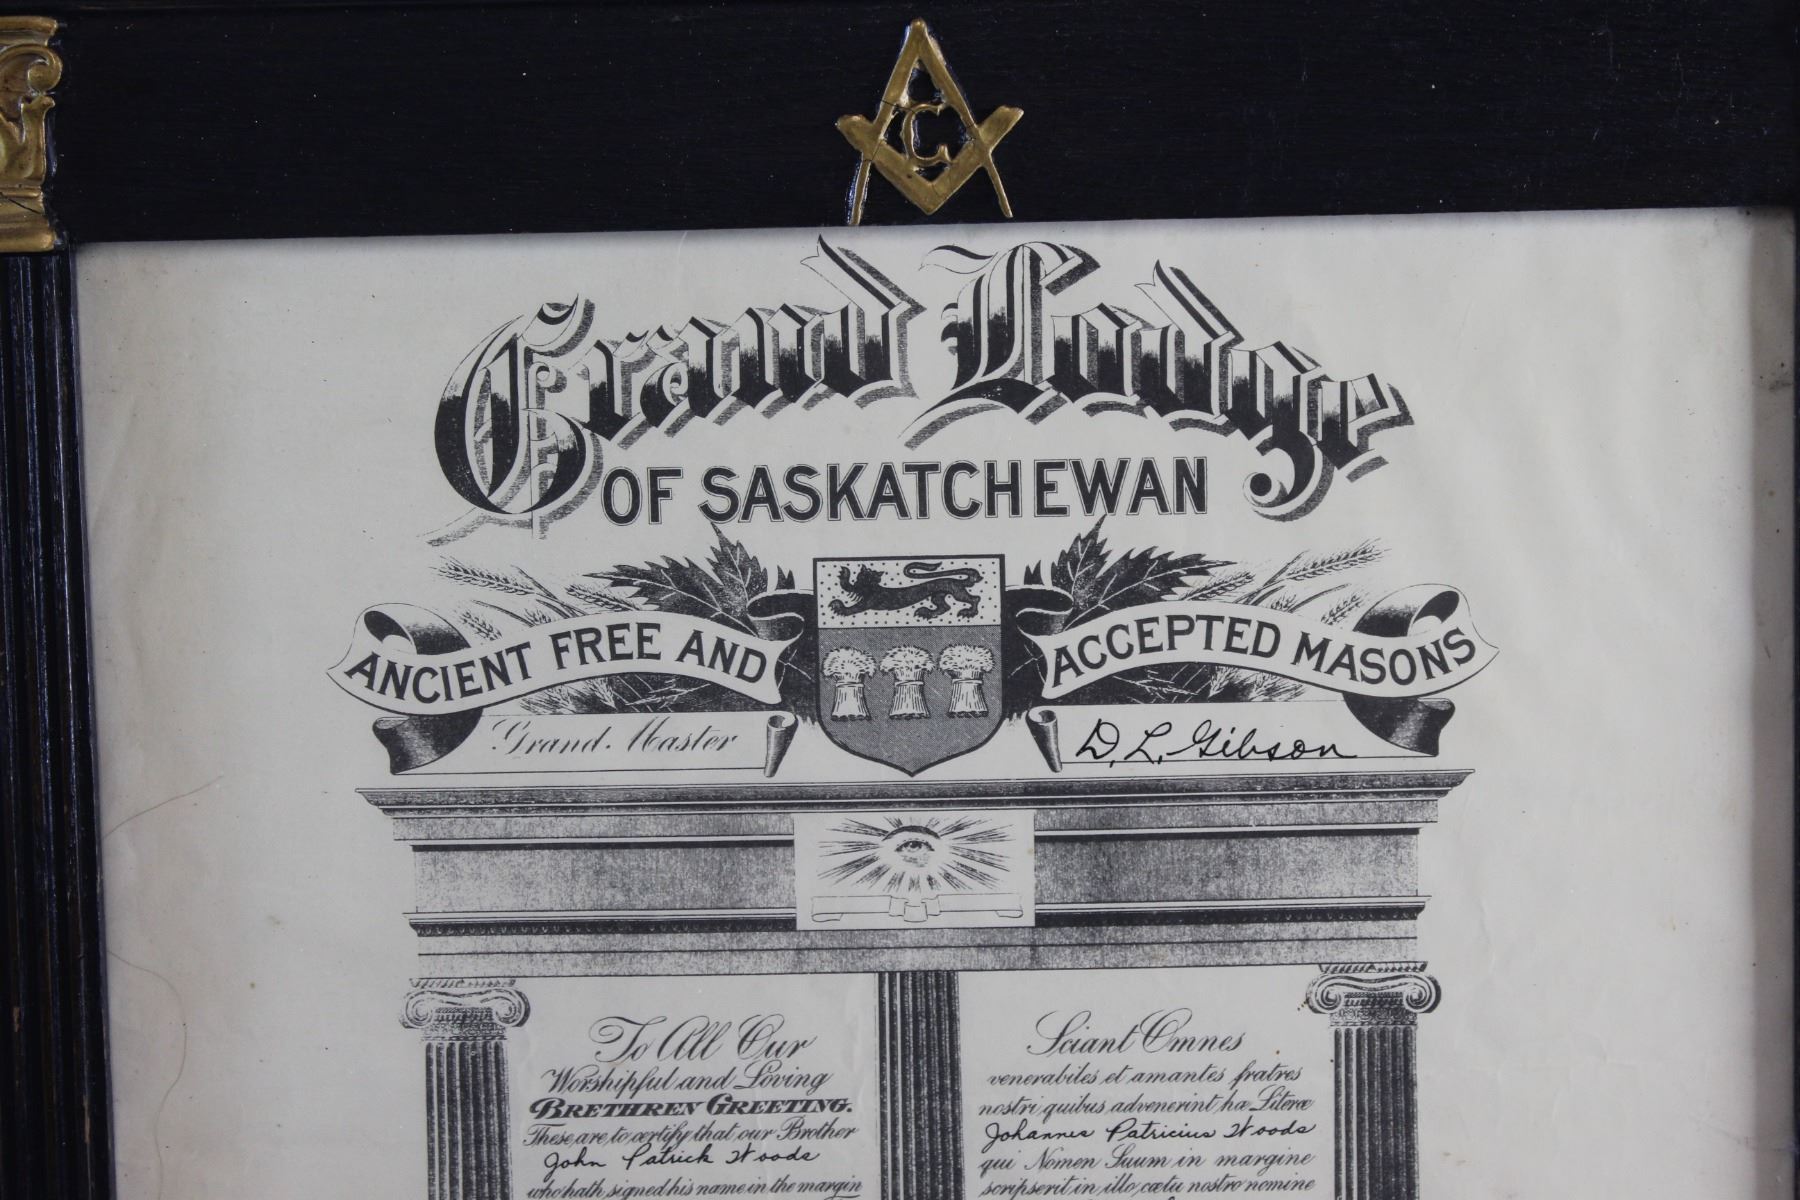 G
Grand Lodge
OF SASKATCHEWAN
ANCIENT FREE AND ACCEPTED MASONS
Grand Master D. L. Gibson
To All Our
Worshipful and Loving
BRETHREN GREETING.
These are to certify that our Brother
John Patrick Woods
who hath signed his name in the margin
Sciant Omnes
venerabiles et amantes fratres
nostri quibus advenerint hæ Literæ
Johannis Patricius Woods
qui Nomen Suum in margine
scripserit in illo cœtu nostro nomine